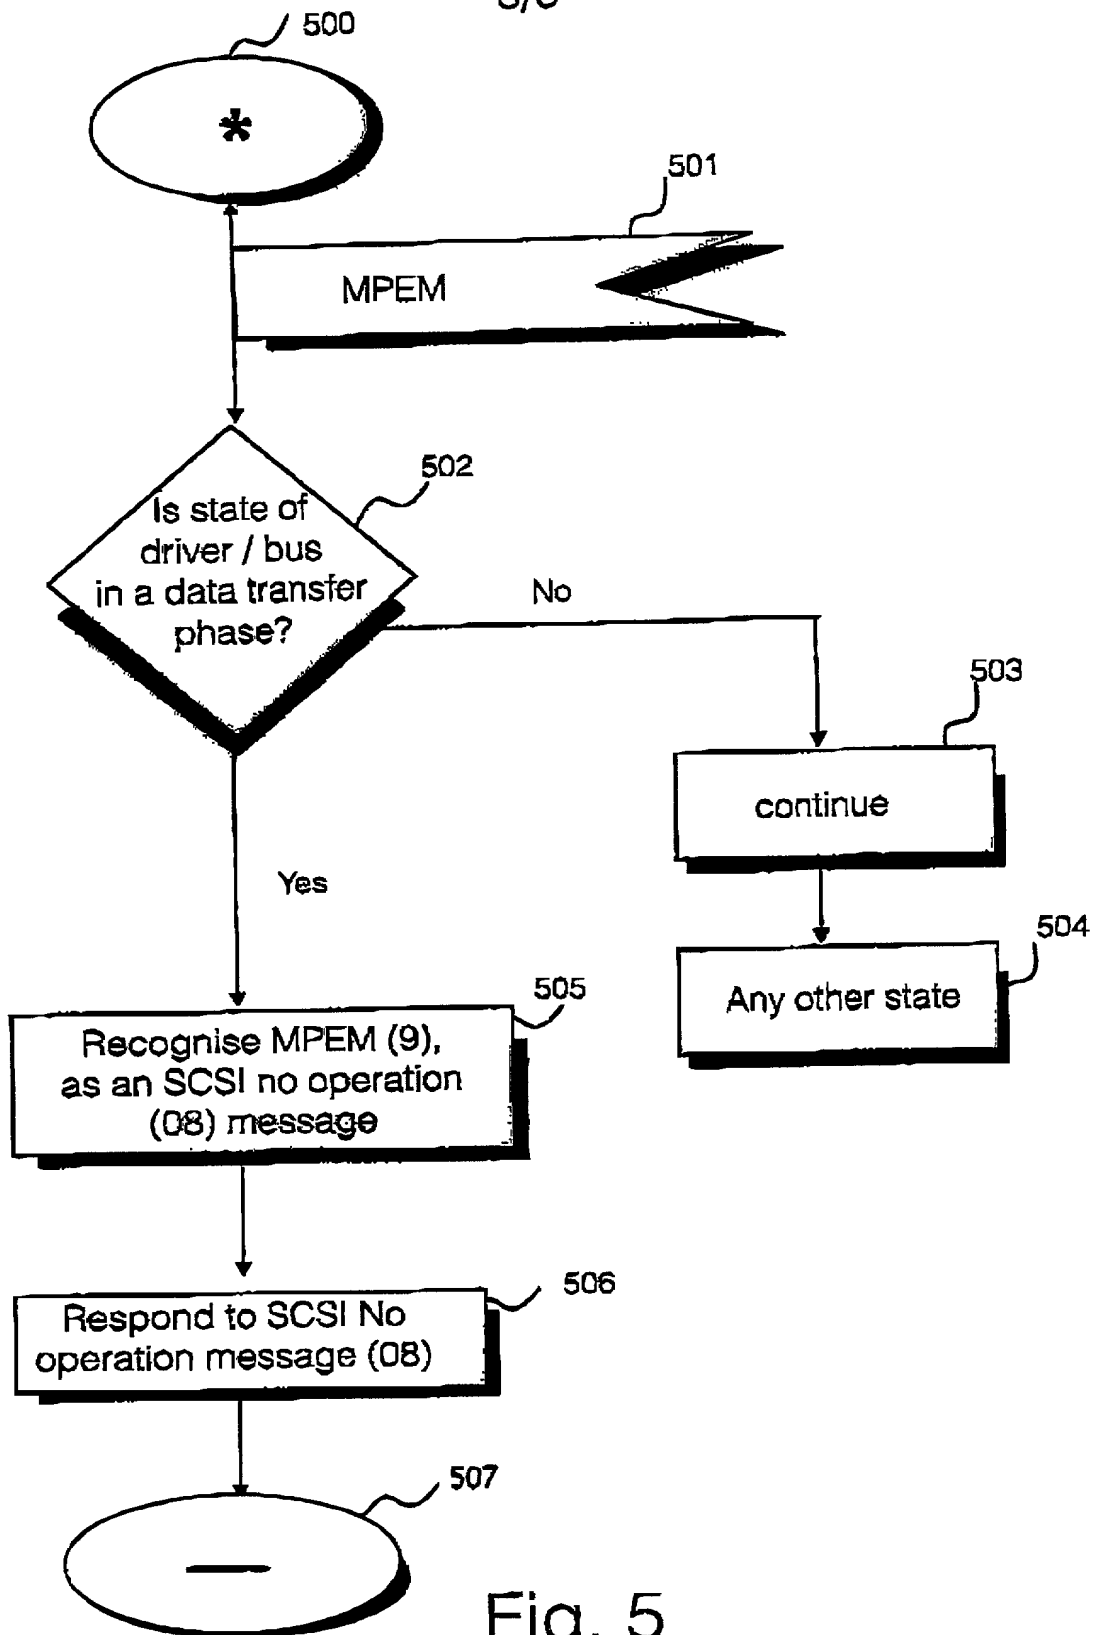 500
*
501
MPEM
502
Is state of
driver / bus
in a data transfer
phase?
No
503
continue
Yes
504
Any other state
505
Recognise MPEM (9),
as an SCSI no operation
(08) message
506
Respond to SCSI No
operation message (08)
507
—
Fig. 5